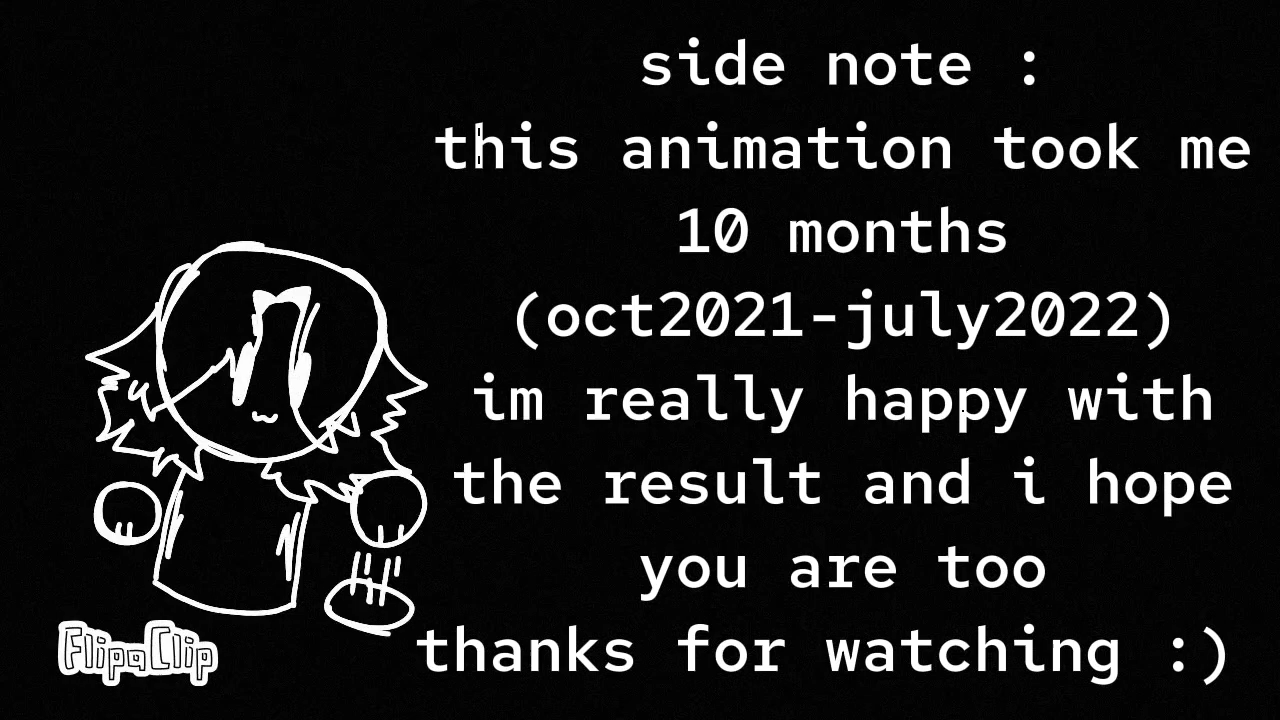 side note :
this animation took me
10 months
(oct2021-july2022)
im really happy with
the result and i hope
you are too
thanks for watching :)
FlipaClip